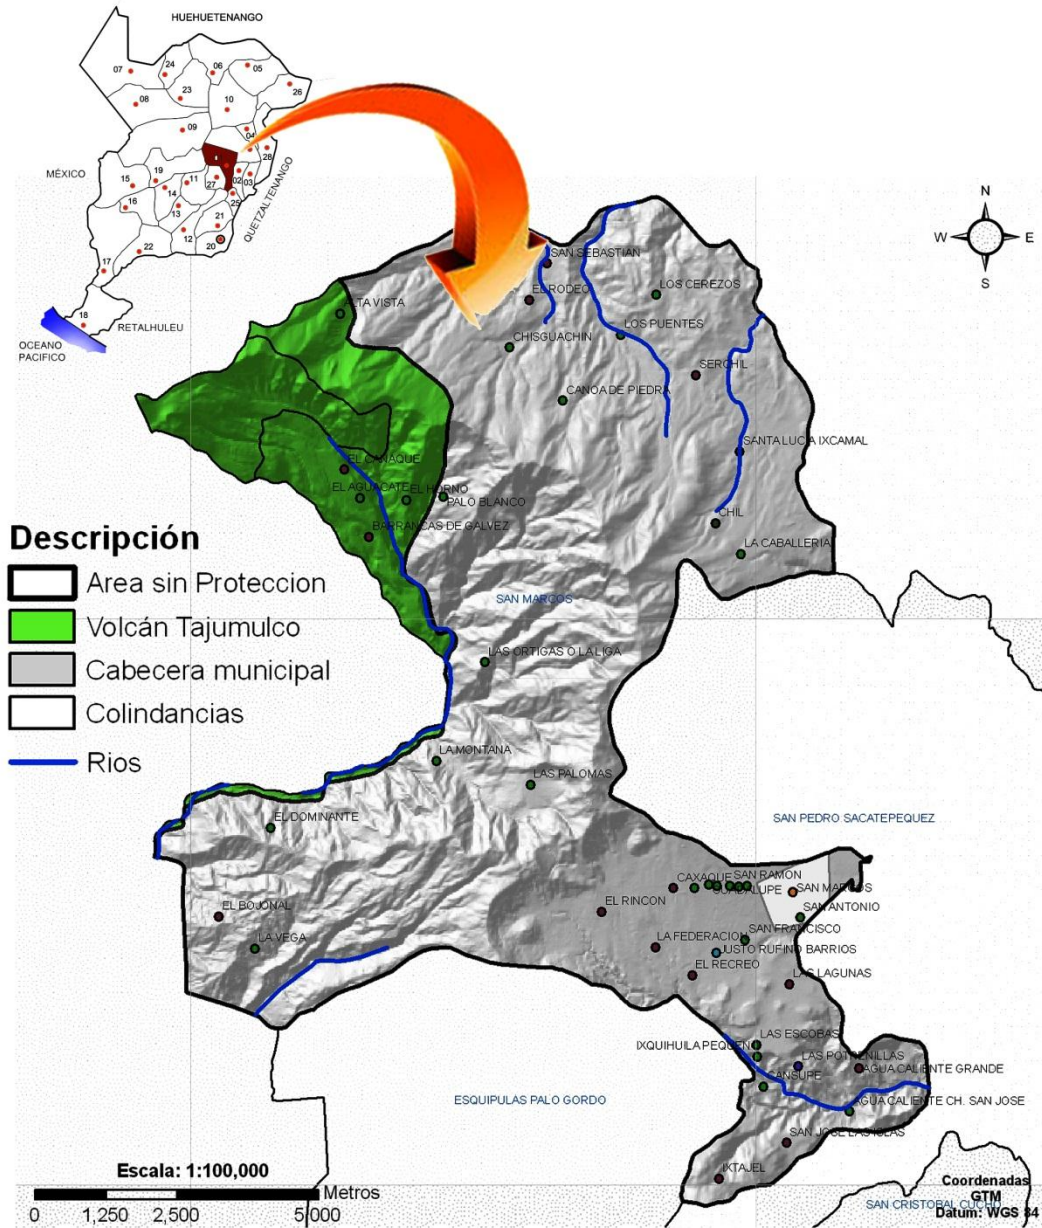 HUEHUETENANGO
07
24
06
05
26
08
23
10
09
04
28
MÉXICO
15
19
11
27
02
03
16
14
13
25
12
21
20
22
17
18
QUETZALTENANGO
RETALHULEU
OCEANO
PACIFICO
N
W
E
S
SAN SEBASTIAN
EL RODEO
LOS CEREZOS
ALTA VISTA
LOS PUENTES
CHISGUACHIN
SERCHIL
CANOA DE PIEDRA
SANTA LUCIA IXCAMAL
EL CANAQUE
EL AGUACATE
EL HORNO
PALO BLANCO
BARRANCAS DE GALVEZ
CHIL
LA CABALLERIA
Descripción
Area sin Proteccion
Volcán Tajumulco
Cabecera municipal
Colindancias
Rios
SAN MARCOS
LAS ORTIGAS O LA LIGA
LA MONTANA
LAS PALOMAS
EL DOMINANTE
SAN PEDRO SACATEPEQUEZ
CAXAQUE
SAN RAMON
GUADALUPE
SAN MARCOS
EL RINCON
SAN ANTONIO
EL BOJONAL
SAN FRANCISCO
LA VEGA
LA FEDERACION
JUSTO RUFINO BARRIOS
EL RECREO
LAS LAGUNAS
LAS ESCOBAS
IXQUIHUILA PEQUEN
LAS POTRENILLAS
AGUA CALIENTE GRANDE
CANSUPE
ESQUIPULAS PALO GORDO
AGUA CALIENTE CH. SAN JOSE
SAN JOSE LAS ISLAS
IXTAJEL
Escala: 1:100,000
Metros
0
1,250
2,500
5,000
Coordenadas
GTM
SAN CRISTOBAL CUCHO
Datum: WGS 84